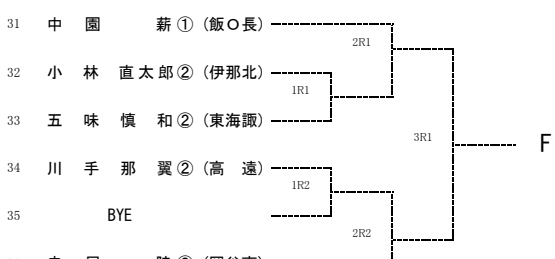 31 中 園 薪① (飯O長)
2R1
32 小 林 直太郎② (伊那北)
1R1
33 五 味 慎 和② (東海諏)
3R1 F
34 川 手 那 翼② (高 遠)
1R2
35 BYE
2R2